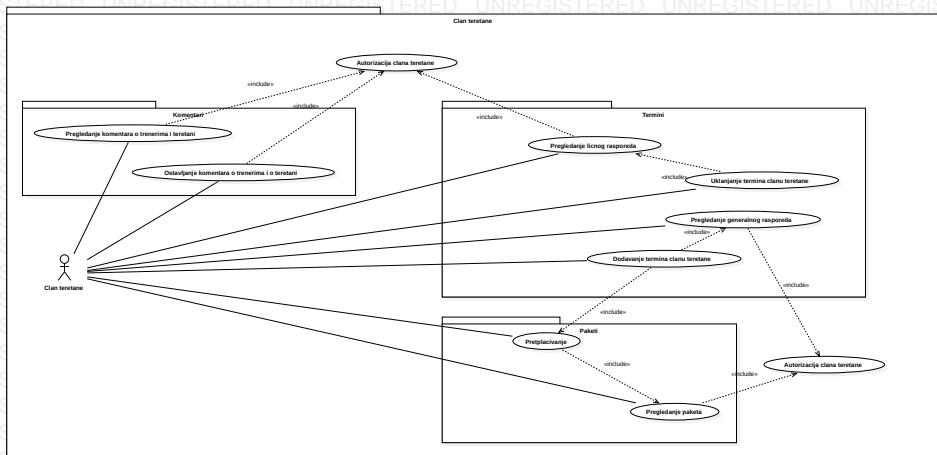 UNREGISTERED UNREGISTERED UNREGISTERED UNREGISTERED UNREGISTERED UNREGIS
Clan teretane
Autorizacija clana teretane
«include»
«include»
Komentari
Pregledanje komentara o trenerima i teretani
Ostavljanje komentara o trenerima i o teretani
«include»
Termini
Pregledanje licnog rasporeda
«include»
Uklanjanje termina clanu teretane
Pregledanje generalnog rasporeda
«include»
Dodavanje termina clanu teretane
Clan teretane
«include»
«include»
Paketi
Pretplacivanje
«include»
«include»
Autorizacija clana teretane
Pregledanje paketa